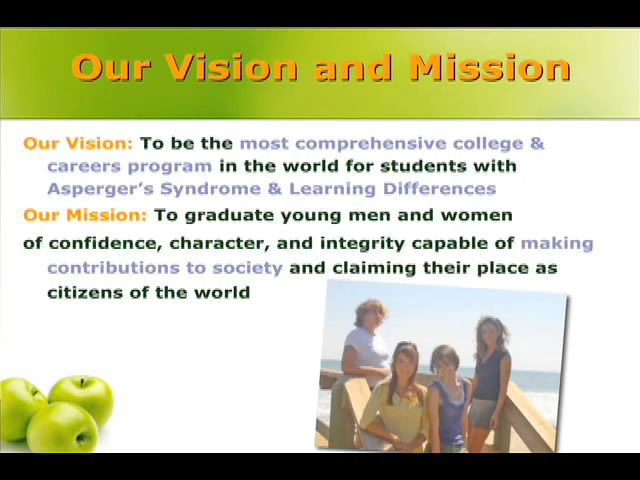 Our Vision and Mission
Our Vision: To be the most comprehensive college &
careers program in the world for students with
Asperger's Syndrome & Learning Differences
Our Mission: To graduate young men and women
of confidence, character, and integrity capable of making
contributions to society and claiming their place as
citizens of the world